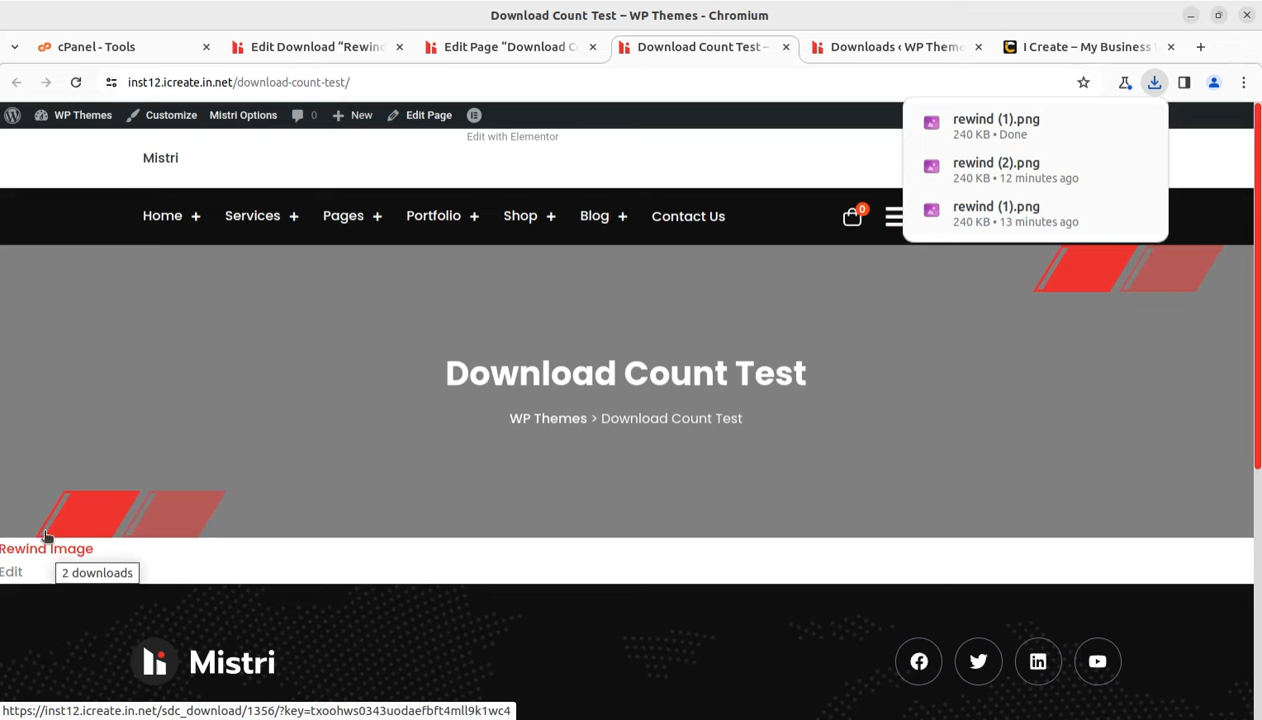 Download Count Test – WP Themes - Chromium
cPanel - Tools
Edit Download “Rewind
Edit Page “Download C
Download Count Test –
Downloads ‹ WP Theme
I Create – My Business
inst12.icreate.in.net/download-count-test/
WP Themes
Customize
Mistri Options
0
New
Edit Page
Edit with Elementor
rewind (1).png
240 KB • Done
rewind (2).png
240 KB • 12 minutes ago
rewind (1).png
240 KB • 13 minutes ago
Mistri
Home + Services + Pages + Portfolio + Shop + Blog + Contact Us
0
Download Count Test
WP Themes > Download Count Test
Rewind Image
Edit
2 downloads
Mistri
https://inst12.icreate.in.net/sdc_download/1356/?key=txoohws0343uodaefbft4mll9k1wc4